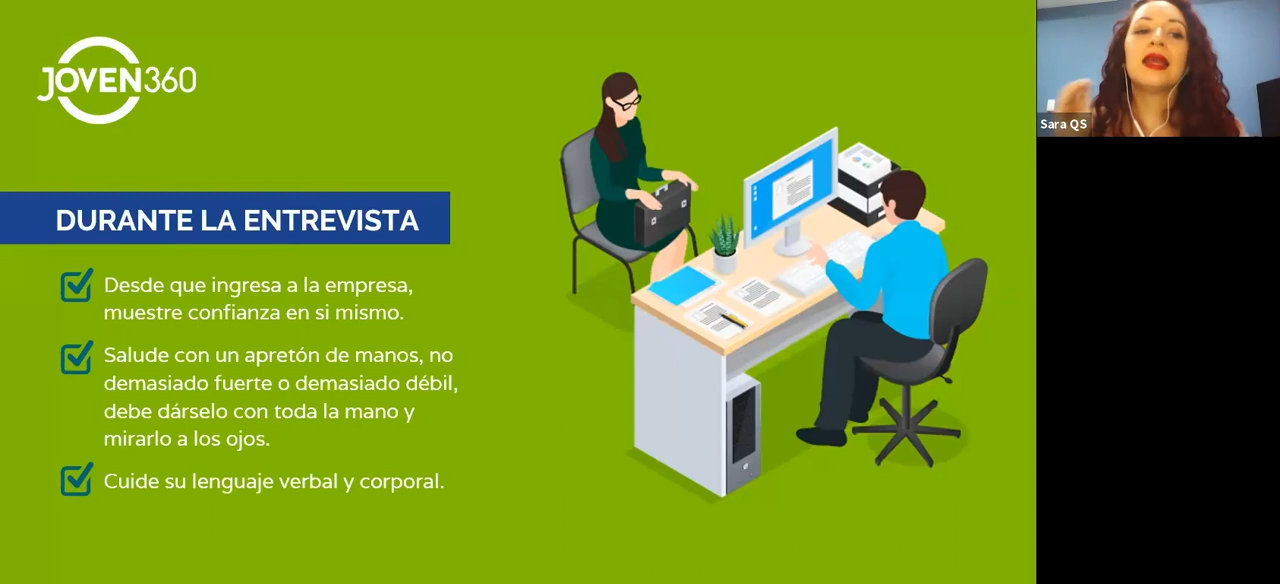 JOVEN360
DURANTE LA ENTREVISTA
Desde que ingresa a la empresa,
muestre confianza en si mismo.
Salude con un apretón de manos, no
demasiado fuerte o demasiado débil,
debe dárselo con toda la mano y
mirarlo a los ojos.
Cuide su lenguaje verbal y corporal.
Sara QS